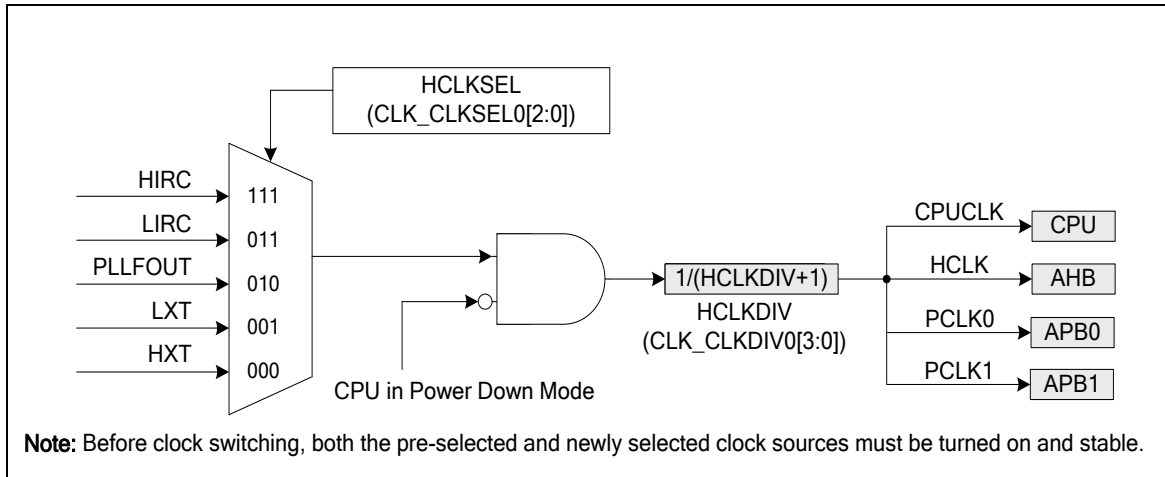 HCLKSEL
(CLK_CLKSEL0[2:0])
HIRC
111
LIRC
011
PLLFOUT
010
LXT
001
HXT
000
CPU in Power Down Mode
1/(HCLKDIV+1)
HCLKDIV
(CLK_CLKDIV0[3:0])
CPUCLK
CPU
HCLK
AHB
PCLK0
APB0
PCLK1
APB1
Note: Before clock switching, both the pre-selected and newly selected clock sources must be turned on and stable.